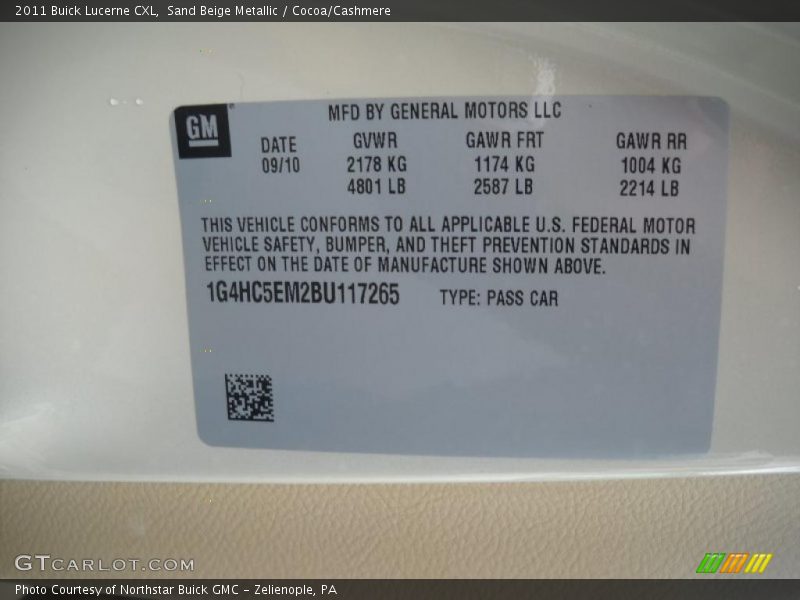 2011 Buick Lucerne CXL,  Sand Beige Metallic / Cocoa/Cashmere
GM
MFD BY GENERAL MOTORS LLC
DATE GVWR GAWR FRT GAWR RR
09/10 2178 KG 1174 KG 1004 KG
4801 LB 2587 LB 2214 LB
THIS VEHICLE CONFORMS TO ALL APPLICABLE U.S. FEDERAL MOTOR
VEHICLE SAFETY, BUMPER, AND THEFT PREVENTION STANDARDS IN
EFFECT ON THE DATE OF MANUFACTURE SHOWN ABOVE.
1G4HC5EM2BU117265 TYPE: PASS CAR
GTCARLOT.COM
Photo Courtesy of Northstar Buick GMC - Zelienople, PA